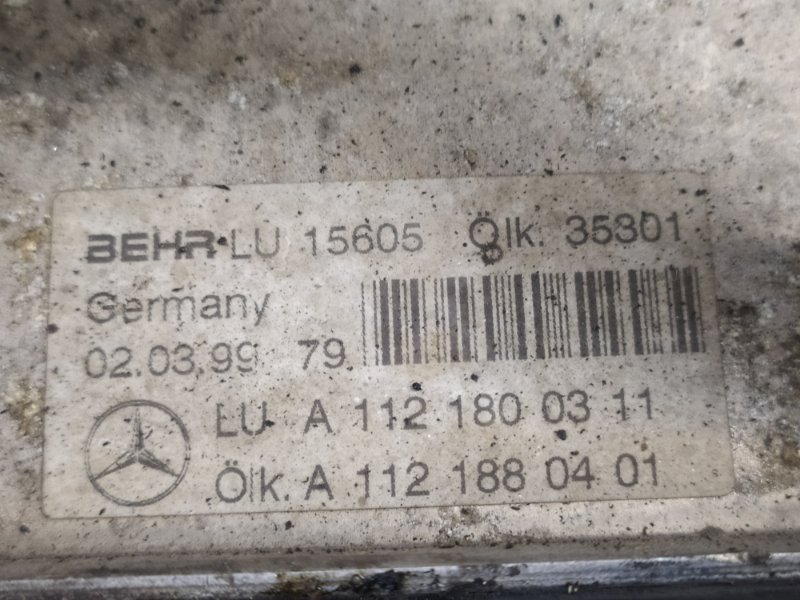 BEHR LU 15605 Ölk. 35301
Germany
02.03.99 79
LU A 112 180 03 11
Ölk. A 112 188 04 01